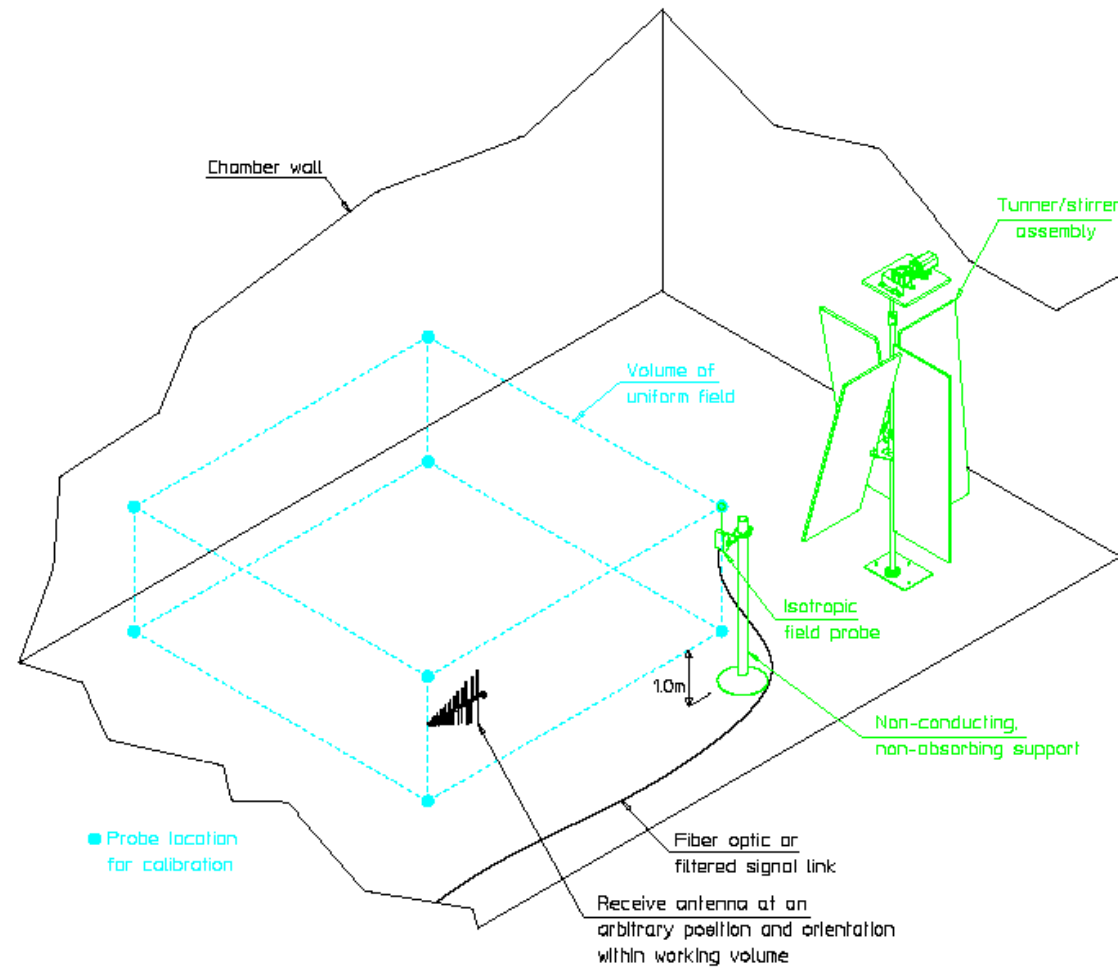 Chamber wall
Tunner/stirrer
assembly
Volume of
uniform field
Isotropic
field probe
1.0m
Non-conducting,
non-absorbing support
Probe location
for calibration
Fiber optic or
filtered signal link
Receive antenna at an
arbitrary position and orientation
within working volume